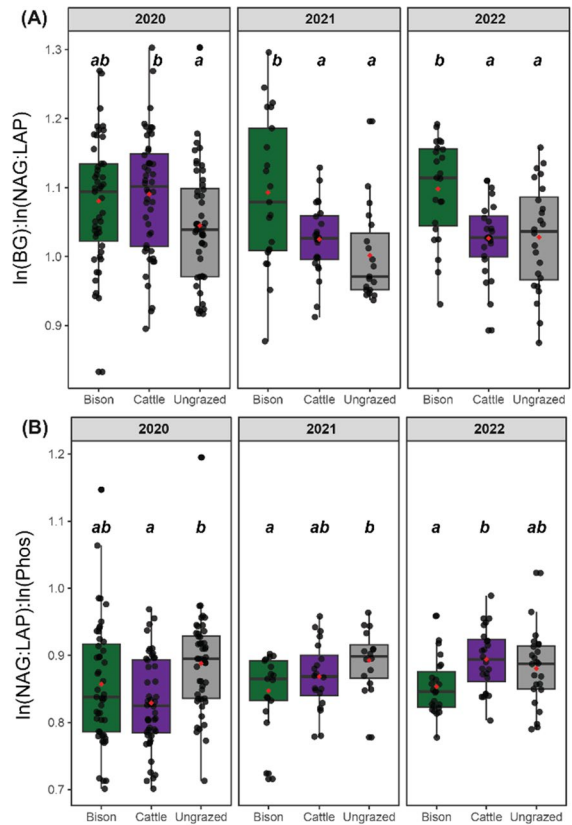 (A)
2020 2021 2022
ln(BG):ln(NAG:LAP)
1.3
1.2
1.1
1.0
0.9
ab b a b a a b a a
Bison Cattle Ungrazed Bison Cattle Ungrazed Bison Cattle Ungrazed
(B)
2020 2021 2022
ln(NAG:LAP):ln(Phos)
1.2
1.1
1.0
0.9
0.8
0.7
ab a b a ab b a b ab
Bison Cattle Ungrazed Bison Cattle Ungrazed Bison Cattle Ungrazed